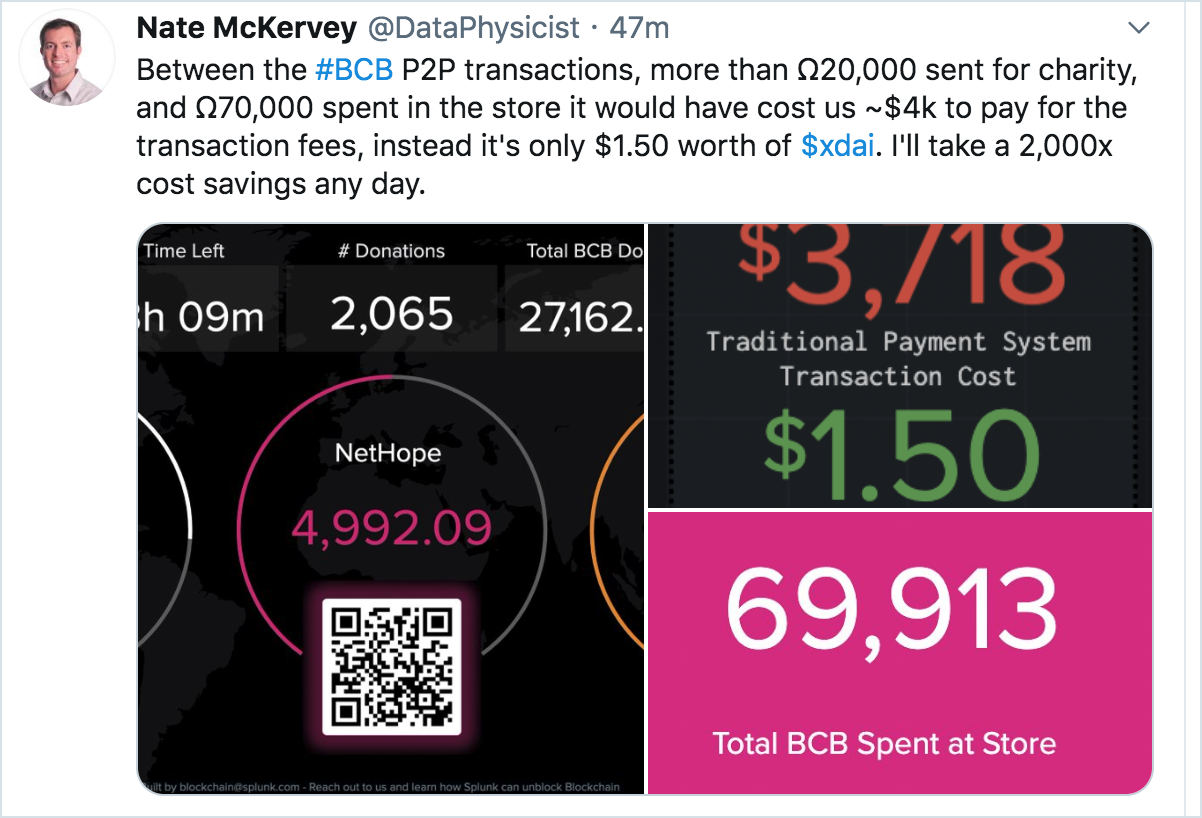 Nate McKervey @DataPhysicist · 47m
Between the #BCB P2P transactions, more than Ω20,000 sent for charity,
and Ω70,000 spent in the store it would have cost us ~$4k to pay for the
transaction fees, instead it's only $1.50 worth of $xdai. I'll take a 2,000x
cost savings any day.
Time Left
# Donations
Total BCB Do
h 09m
2,065
27,162.
NetHope
4,992.09
uilt by blockchain@splunk.com - Reach out to us and learn how Splunk can unblock Blockchain
$3,718
Traditional Payment System
Transaction Cost
$1.50
69,913
Total BCB Spent at Store